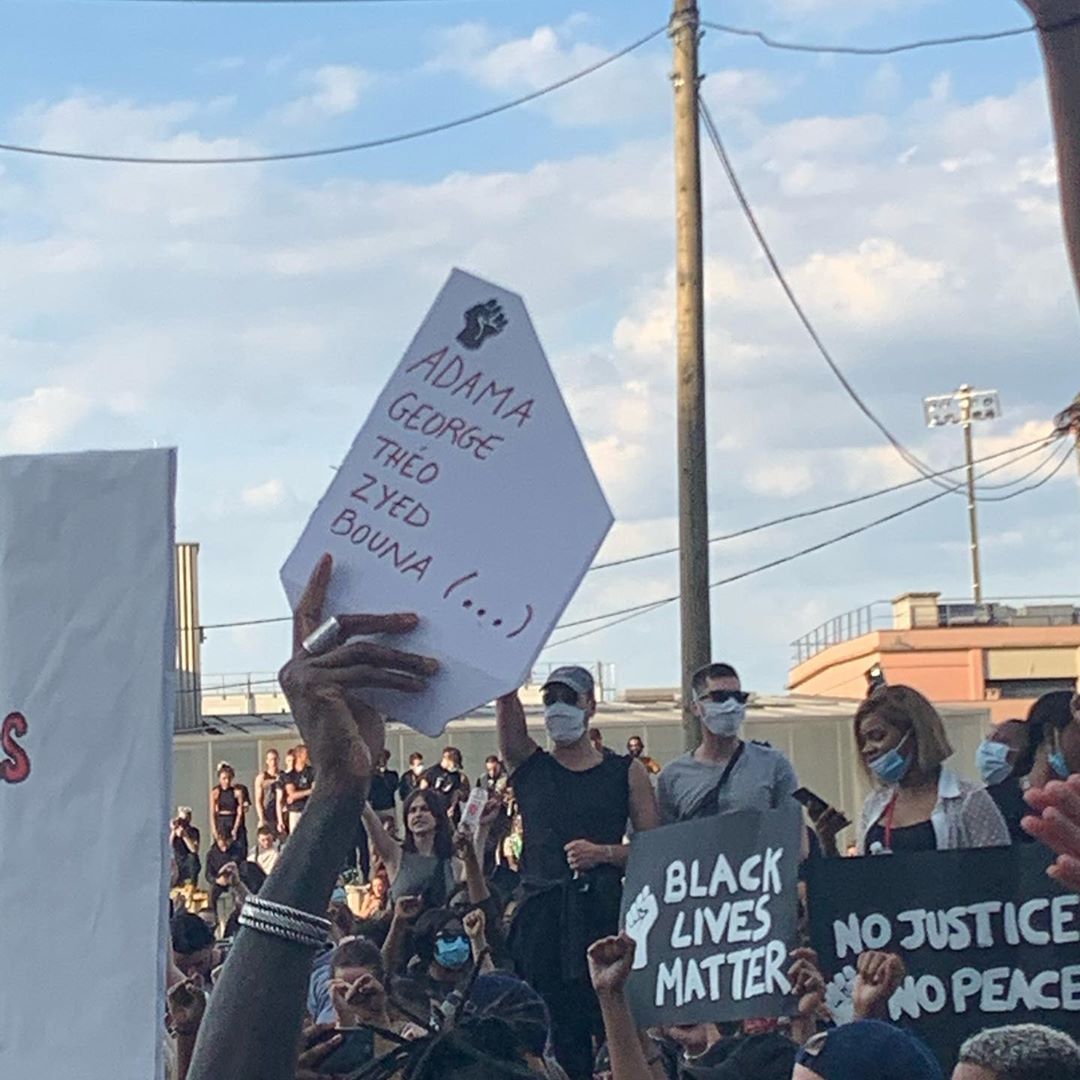 ADAMA
GEORGE
THÉO
ZYED
BOUNA (...)
S
BLACK
LIVES
MATTER
NO JUSTICE
NO PEACE